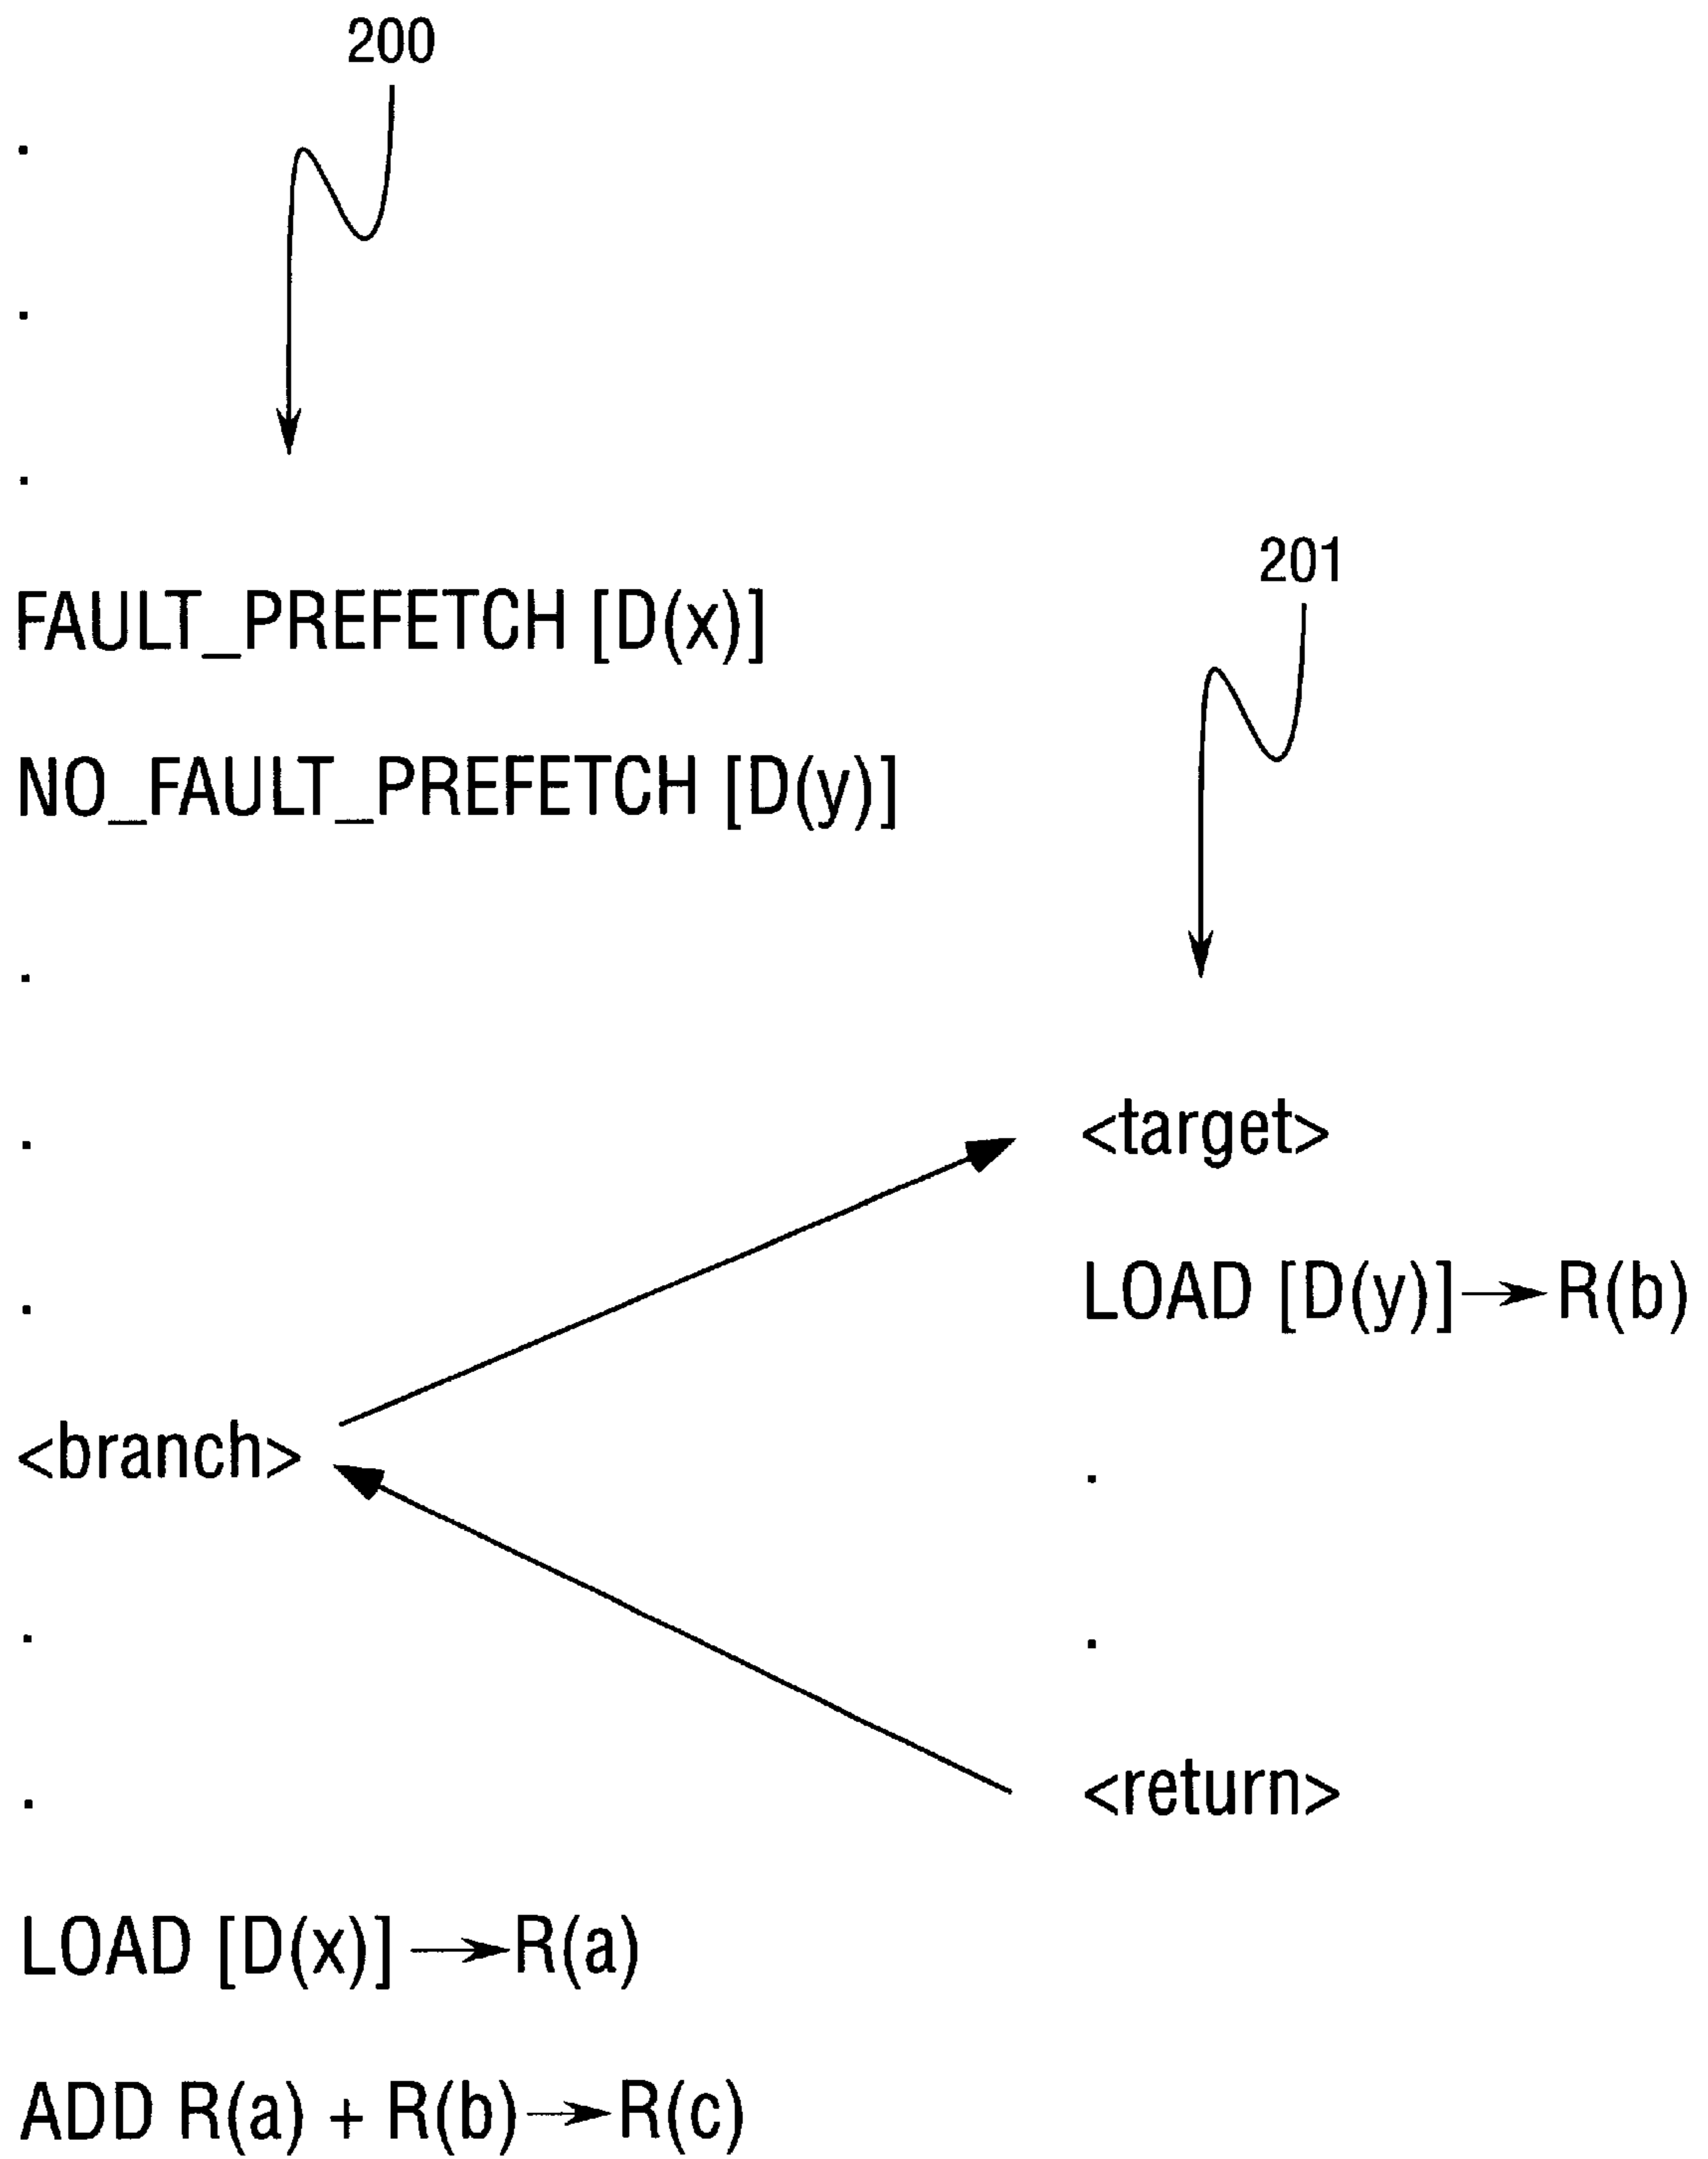 200
.
.
.
FAULT_PREFETCH [D(x)]
NO_FAULT_PREFETCH [D(y)]
.
.
.
<branch>
.
.
LOAD [D(x)] → R(a)
ADD R(a) + R(b) → R(c)
201
<target>
LOAD [D(y)] → R(b)
.
.
<return>